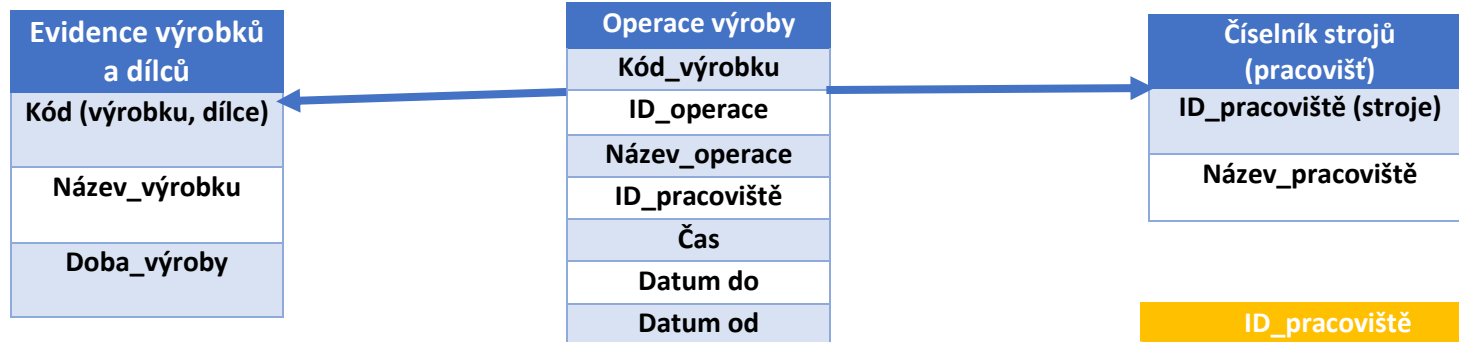 Evidence výrobků
a dílců
Kód (výrobku, dílce)
Název_výrobku
Doba_výroby
Operace výroby
Kód_výrobku
ID_operace
Název_operace
ID_pracoviště
Čas
Datum do
Datum od
Číselník strojů
(pracovišť)
ID_pracoviště (stroje)
Název_pracoviště
ID_pracoviště